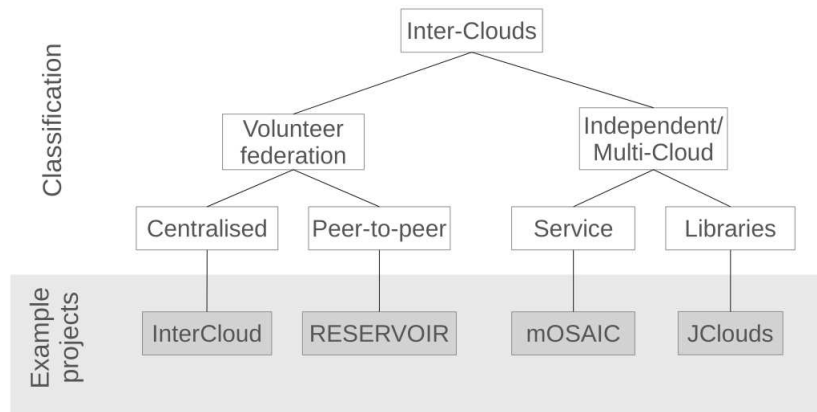 Inter-Clouds
Classification
Volunteer
federation
Independent/
Multi-Cloud
Centralised
Peer-to-peer
Service
Libraries
Example
projects
InterCloud
RESERVOIR
mOSAIC
JClouds